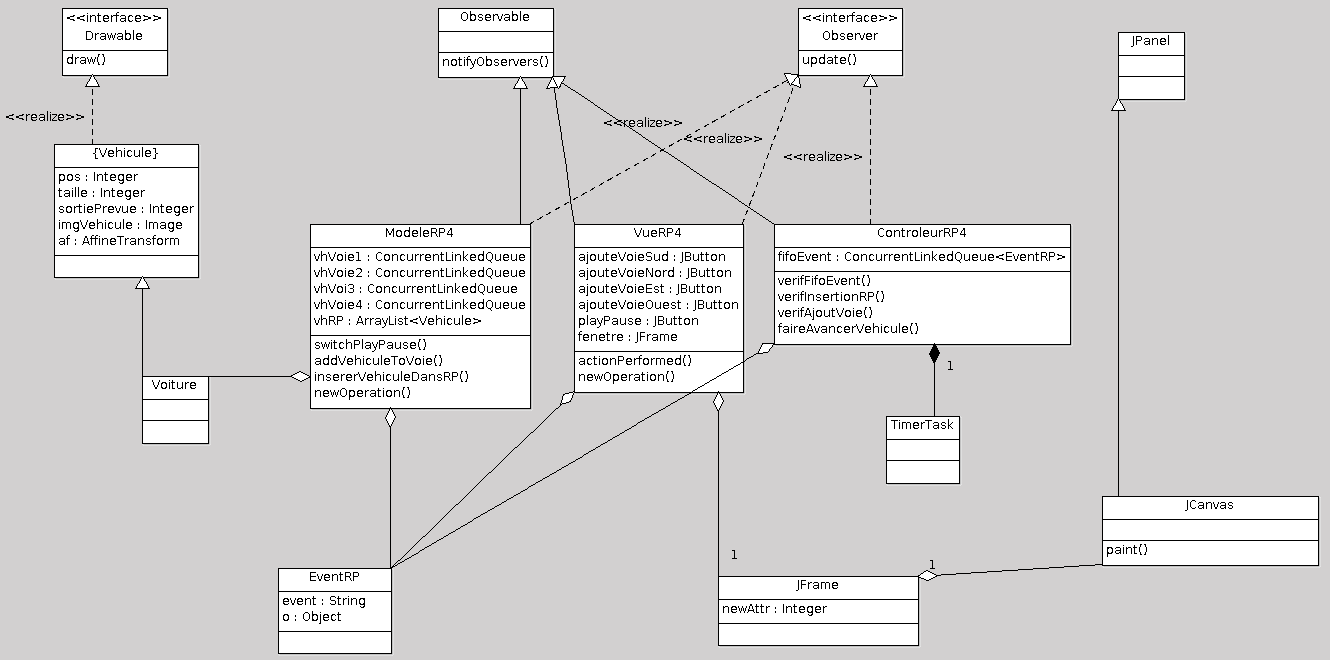 <<interface>>
Drawable
draw()
Observable
notifyObservers()
<<interface>>
Observer
update()
JPanel
<<realize>>
<<realize>>
<<realize>>
<<realize>>
{Vehicule}
pos : Integer
taille : Integer
sortiePrevue : Integer
imgVehicule : Image
af : AffineTransform
ModeleRP4
vhVoie1 : ConcurrentLinkedQueue
vhVoie2 : ConcurrentLinkedQueue
vhVoi3 : ConcurrentLinkedQueue
vhVoie4 : ConcurrentLinkedQueue
vhRP : ArrayList<Vehicule>
switchPlayPause()
addVehiculeToVoie()
insererVehiculeDansRP()
newOperation()
VueRP4
ajouteVoieSud : JButton
ajouteVoieNord : JButton
ajouteVoieEst : JButton
ajouteVoieOuest : JButton
playPause : JButton
fenetre : JFrame
actionPerformed()
newOperation()
ControleurRP4
fifoEvent : ConcurrentLinkedQueue<EventRP>
verifFifoEvent()
verifInsertionRP()
verifAjoutVoie()
faireAvancerVehicule()
1
Voiture
TimerTask
JCanvas
paint()
1
1
EventRP
event : String
o : Object
JFrame
newAttr : Integer